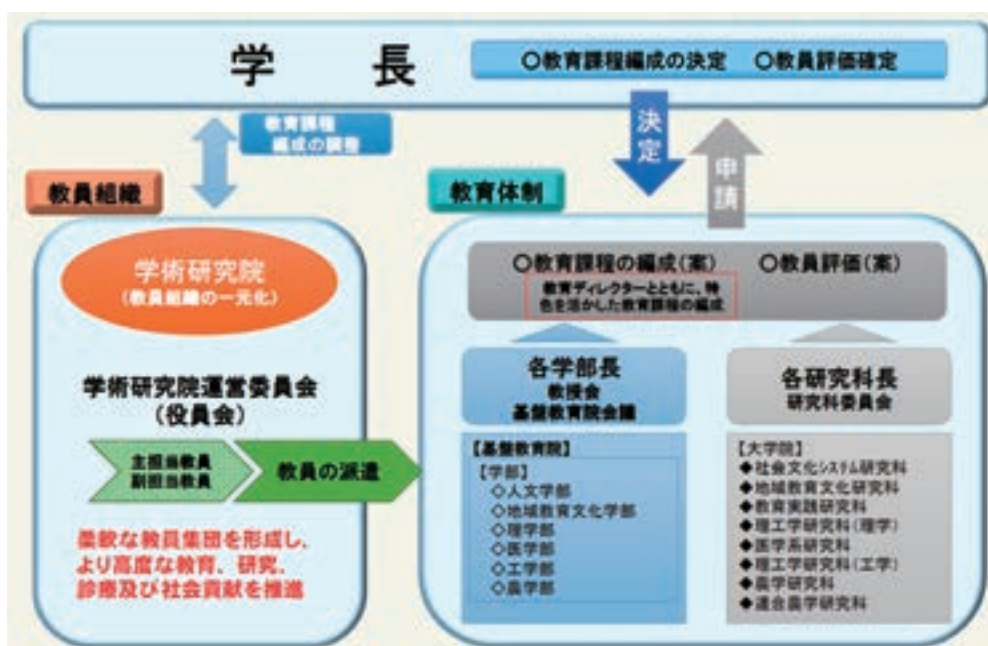 学 長
○教育課程編成の決定 ○教員評価確定
教育課程
編成の調整
決定
申請
教員組織
学術研究院
(教員組織の一元化)
学術研究院運営委員会
(役員会)
主担当教員
副担当教員
教員の派遣
柔軟な教員集団を形成し、
より高度な教育、研究、
診療及び社会貢献を推進
教育体制
○教育課程の編成(案) ○教員評価(案)
教育ディレクターとともに、特
色を活かした教育課程の編成
各学部長
教授会
基盤教育院会議
【基盤教育院】
【学部】
◇人文学部
◇地域教育文化学部
◇理学部
◇医学部
◇工学部
◇農学部
各研究科長
研究科委員会
【大学院】
◆社会文化システム研究科
◆地域教育文化研究科
◆教育実践研究科
◆理工学研究科(理学)
◆医学系研究科
◆理工学研究科(工学)
◆農学研究科
◆連合農学研究科